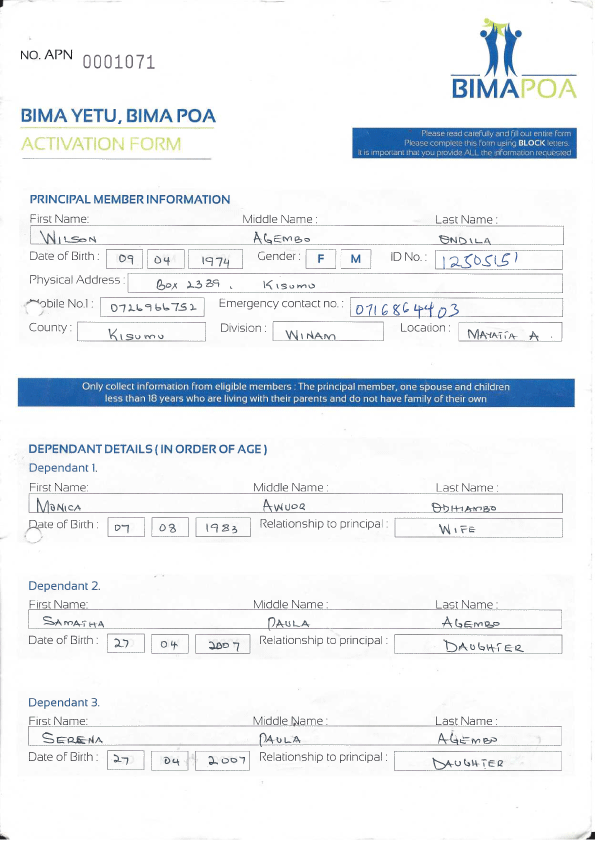 NO. APN 0001071
BIMAPOA
BIMA YETU, BIMA POA
ACTIVATION FORM
Please read carefully and fill out entire form
Please complete this form using BLOCK letters.
It is important that you provide ALL the information requested
PRINCIPAL MEMBER INFORMATION
First Name: Middle Name : Last Name :
WILSON AGEMBO ONDILA
Date of Birth : 09 04 1974 Gender : F M ID No. : 12505151
Physical Address : Box 2339 , KISUMU
Mobile No.1 : 0726966752 Emergency contact no. : 0716864403
County : KISUMU Division : WINAM Location : A .
Only collect information from eligible members : The principal member, one spouse and children
less than 18 years who are living with their parents and do not have family of their own
DEPENDANT DETAILS ( IN ORDER OF AGE )
Dependant 1.
First Name: Middle Name : Last Name :
MONICA AWUOR ODHIAMBO
Date of Birth : 07 08 1983 Relationship to principal : WIFE
Dependant 2.
First Name: Middle Name : Last Name :
SAMATHA PAULA AGEMBO
Date of Birth : 27 04 2007 Relationship to principal : DAUGHTER
Dependant 3.
First Name: Middle Name : Last Name :
SERENA PAULA AGEMBO
Date of Birth : 27 04 2007 Relationship to principal : DAUGHTER